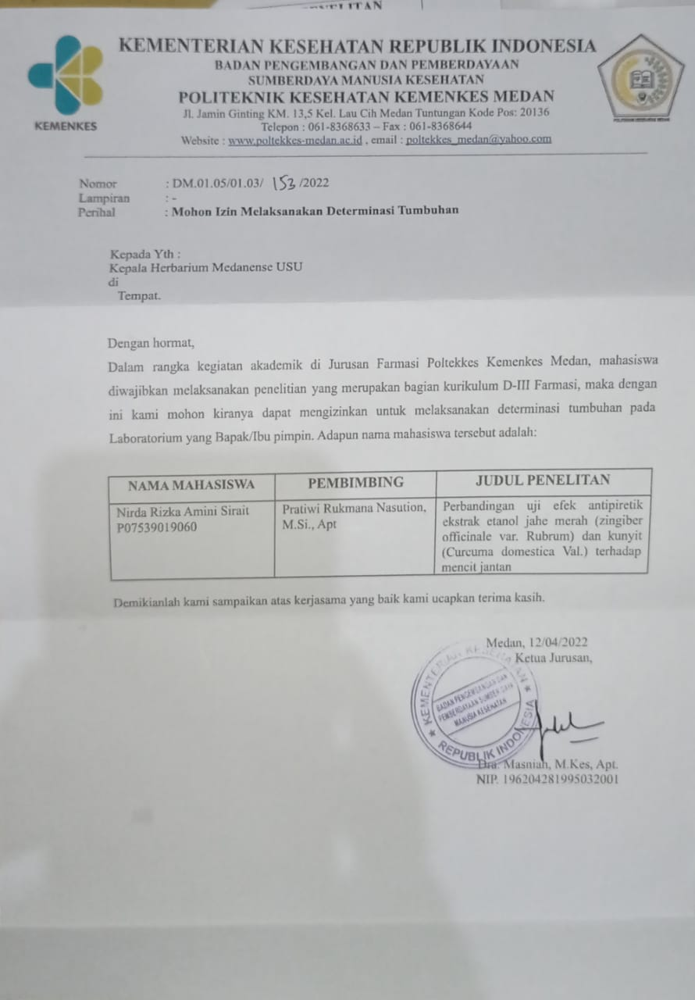 KEMENTERIAN KESEHATAN REPUBLIK INDONESIA
BADAN PENGEMBANGAN DAN PEMBERDAYAAN
SUMBERDAYA MANUSIA KESEHATAN
POLITEKNIK KESEHATAN KEMENKES MEDAN
Jl. Jamin Ginting KM. 13,5 Kel. Lau Cih Medan Tuntungan Kode Pos: 20136
Telepon : 061-8368633 – Fax : 061-8368644
Website : www.poltekkes-medan.ac.id , email : poltekkes_medan@yahoo.com
KEMENKES
Nomor : DM.01.05/01.03/ 153 /2022
Lampiran : -
Perihal : Mohon Izin Melaksanakan Determinasi Tumbuhan
Kepada Yth :
Kepala Herbarium Medanense USU
di
Tempat.
Dengan hormat,
Dalam rangka kegiatan akademik di Jurusan Farmasi Poltekkes Kemenkes Medan, mahasiswa
diwajibkan melaksanakan penelitian yang merupakan bagian kurikulum D-III Farmasi, maka dengan
ini kami mohon kiranya dapat mengizinkan untuk melaksanakan determinasi tumbuhan pada
Laboratorium yang Bapak/Ibu pimpin. Adapun nama mahasiswa tersebut adalah:
NAMA MAHASISWA PEMBIMBING JUDUL PENELITAN
Nirda Rizka Amini Sirait
P07539019060
Pratiwi Rukmana Nasution,
M.Si., Apt
Perbandingan uji efek antipiretik
ekstrak etanol jahe merah (zingiber
officinale var. Rubrum) dan kunyit
(Curcuma domestica Val.) terhadap
mencit jantan
Demikianlah kami sampaikan atas kerjasama yang baik kami ucapkan terima kasih.
Medan, 12/04/2022
Ketua Jurusan,
KEMENTERIAN KESEHATAN
BADAN PENGEMBANGAN DAN
PEMBERDAYAAN SUMBER DAYA
MANUSIA KESEHATAN
REPUBLIK INDONESIA
Dra. Masniah, M.Kes, Apt.
NIP. 196204281995032001